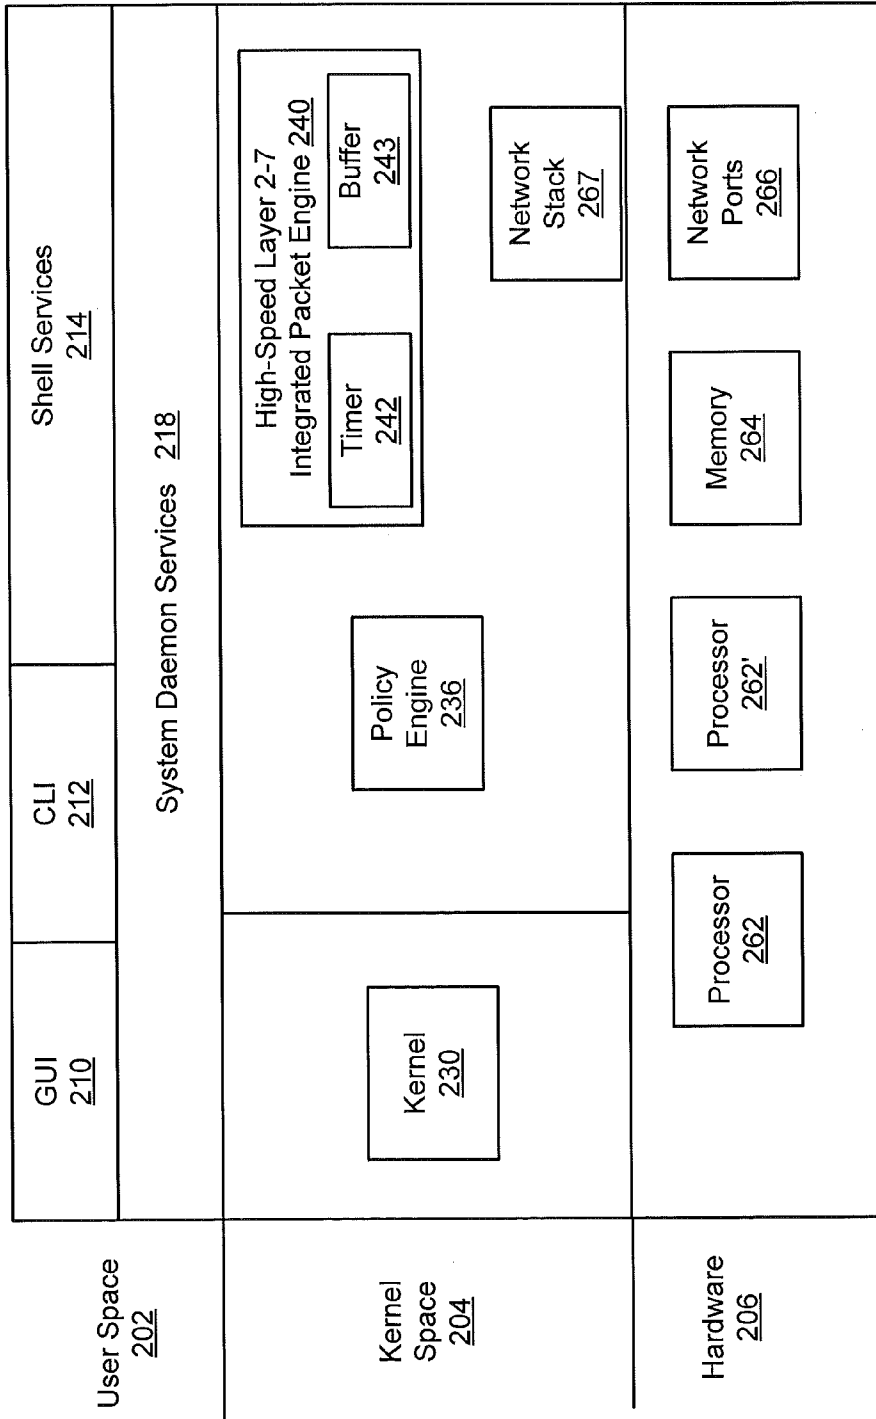 User Space
202
GUI
210
CLI
212
Shell Services
214
System Daemon Services 218
Kernel
Space
204
Kernel
230
Policy
Engine
236
High-Speed Layer 2-7
Integrated Packet Engine 240
Timer
242
Buffer
243
Network
Stack
267
Hardware
206
Processor
262
Processor
262'
Memory
264
Network
Ports
266